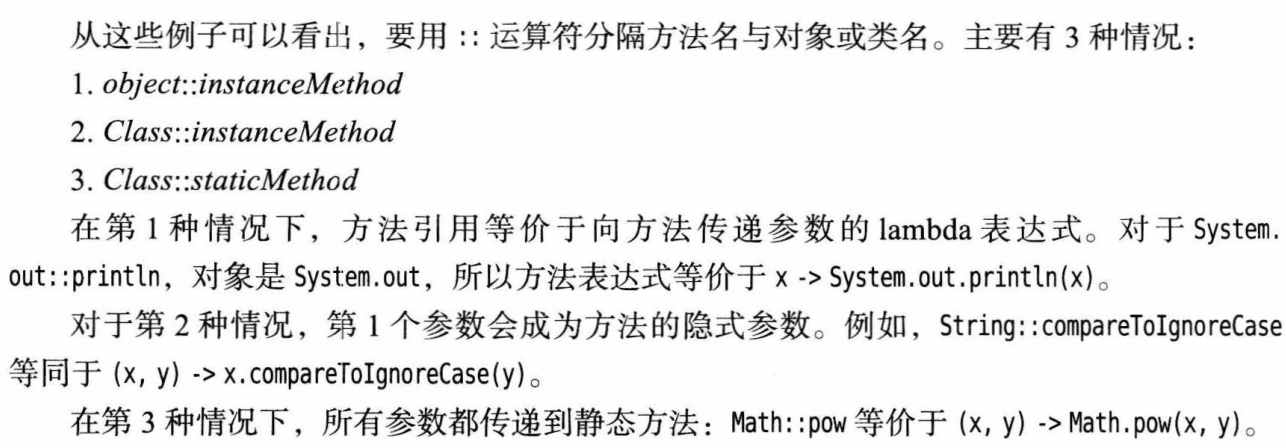 从这些例子可以看出，要用 :: 运算符分隔方法名与对象或类名。主要有 3 种情况：
1. object::instanceMethod
2. Class::instanceMethod
3. Class::staticMethod
在第 1 种情况下，方法引用等价于向方法传递参数的 lambda 表达式。对于 System.
out::println，对象是 System.out，所以方法表达式等价于 x -> System.out.println(x)。
对于第 2 种情况，第 1 个参数会成为方法的隐式参数。例如，String::compareToIgnoreCase
等同于 (x, y) -> x.compareToIgnoreCase(y)。
在第 3 种情况下，所有参数都传递到静态方法：Math::pow 等价于 (x, y) -> Math.pow(x, y)。